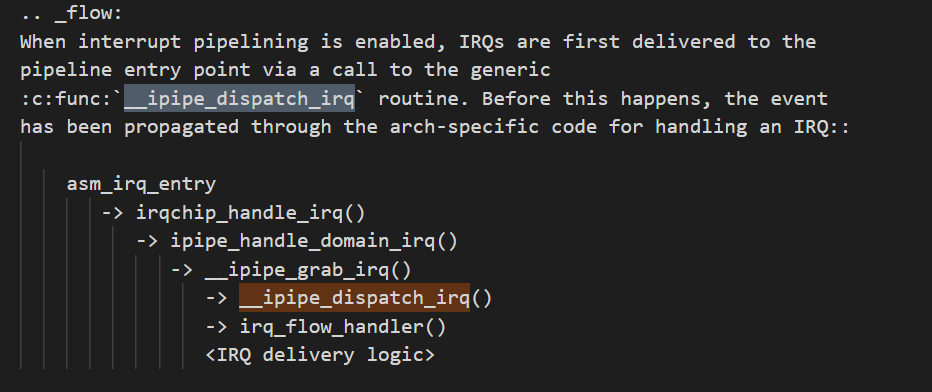 .. _flow:
When interrupt pipelining is enabled, IRQs are first delivered to the
pipeline entry point via a call to the generic
:c:func:`__ipipe_dispatch_irq` routine. Before this happens, the event
has been propagated through the arch-specific code for handling an IRQ::
asm_irq_entry
-> irqchip_handle_irq()
-> ipipe_handle_domain_irq()
-> __ipipe_grab_irq()
-> __ipipe_dispatch_irq()
-> irq_flow_handler()
<IRQ delivery logic>